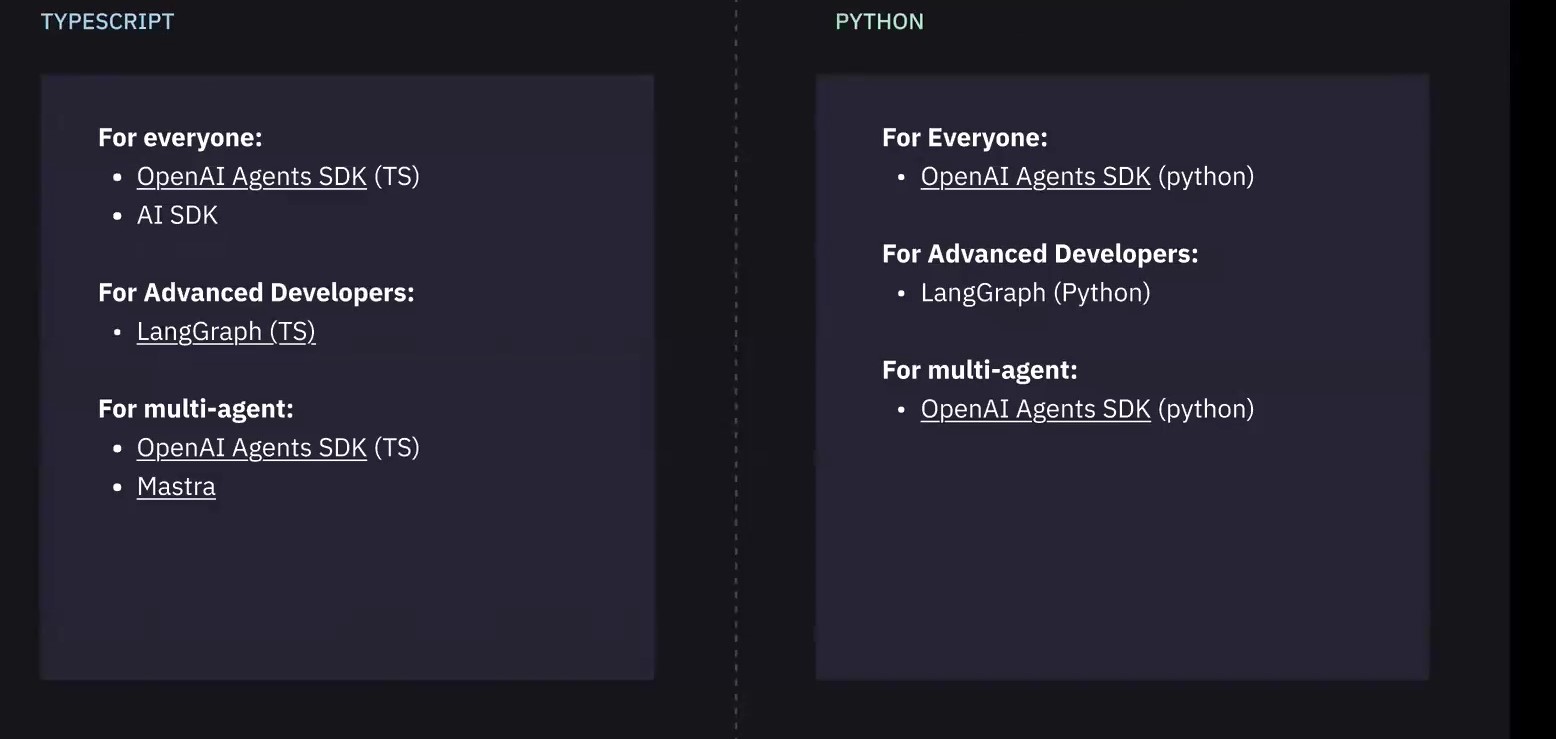 TYPESCRIPT
For everyone:
• OpenAI Agents SDK (TS)
• AI SDK
For Advanced Developers:
• LangGraph (TS)
For multi-agent:
• OpenAI Agents SDK (TS)
• Mastra
PYTHON
For Everyone:
• OpenAI Agents SDK (python)
For Advanced Developers:
• LangGraph (Python)
For multi-agent:
• OpenAI Agents SDK (python)